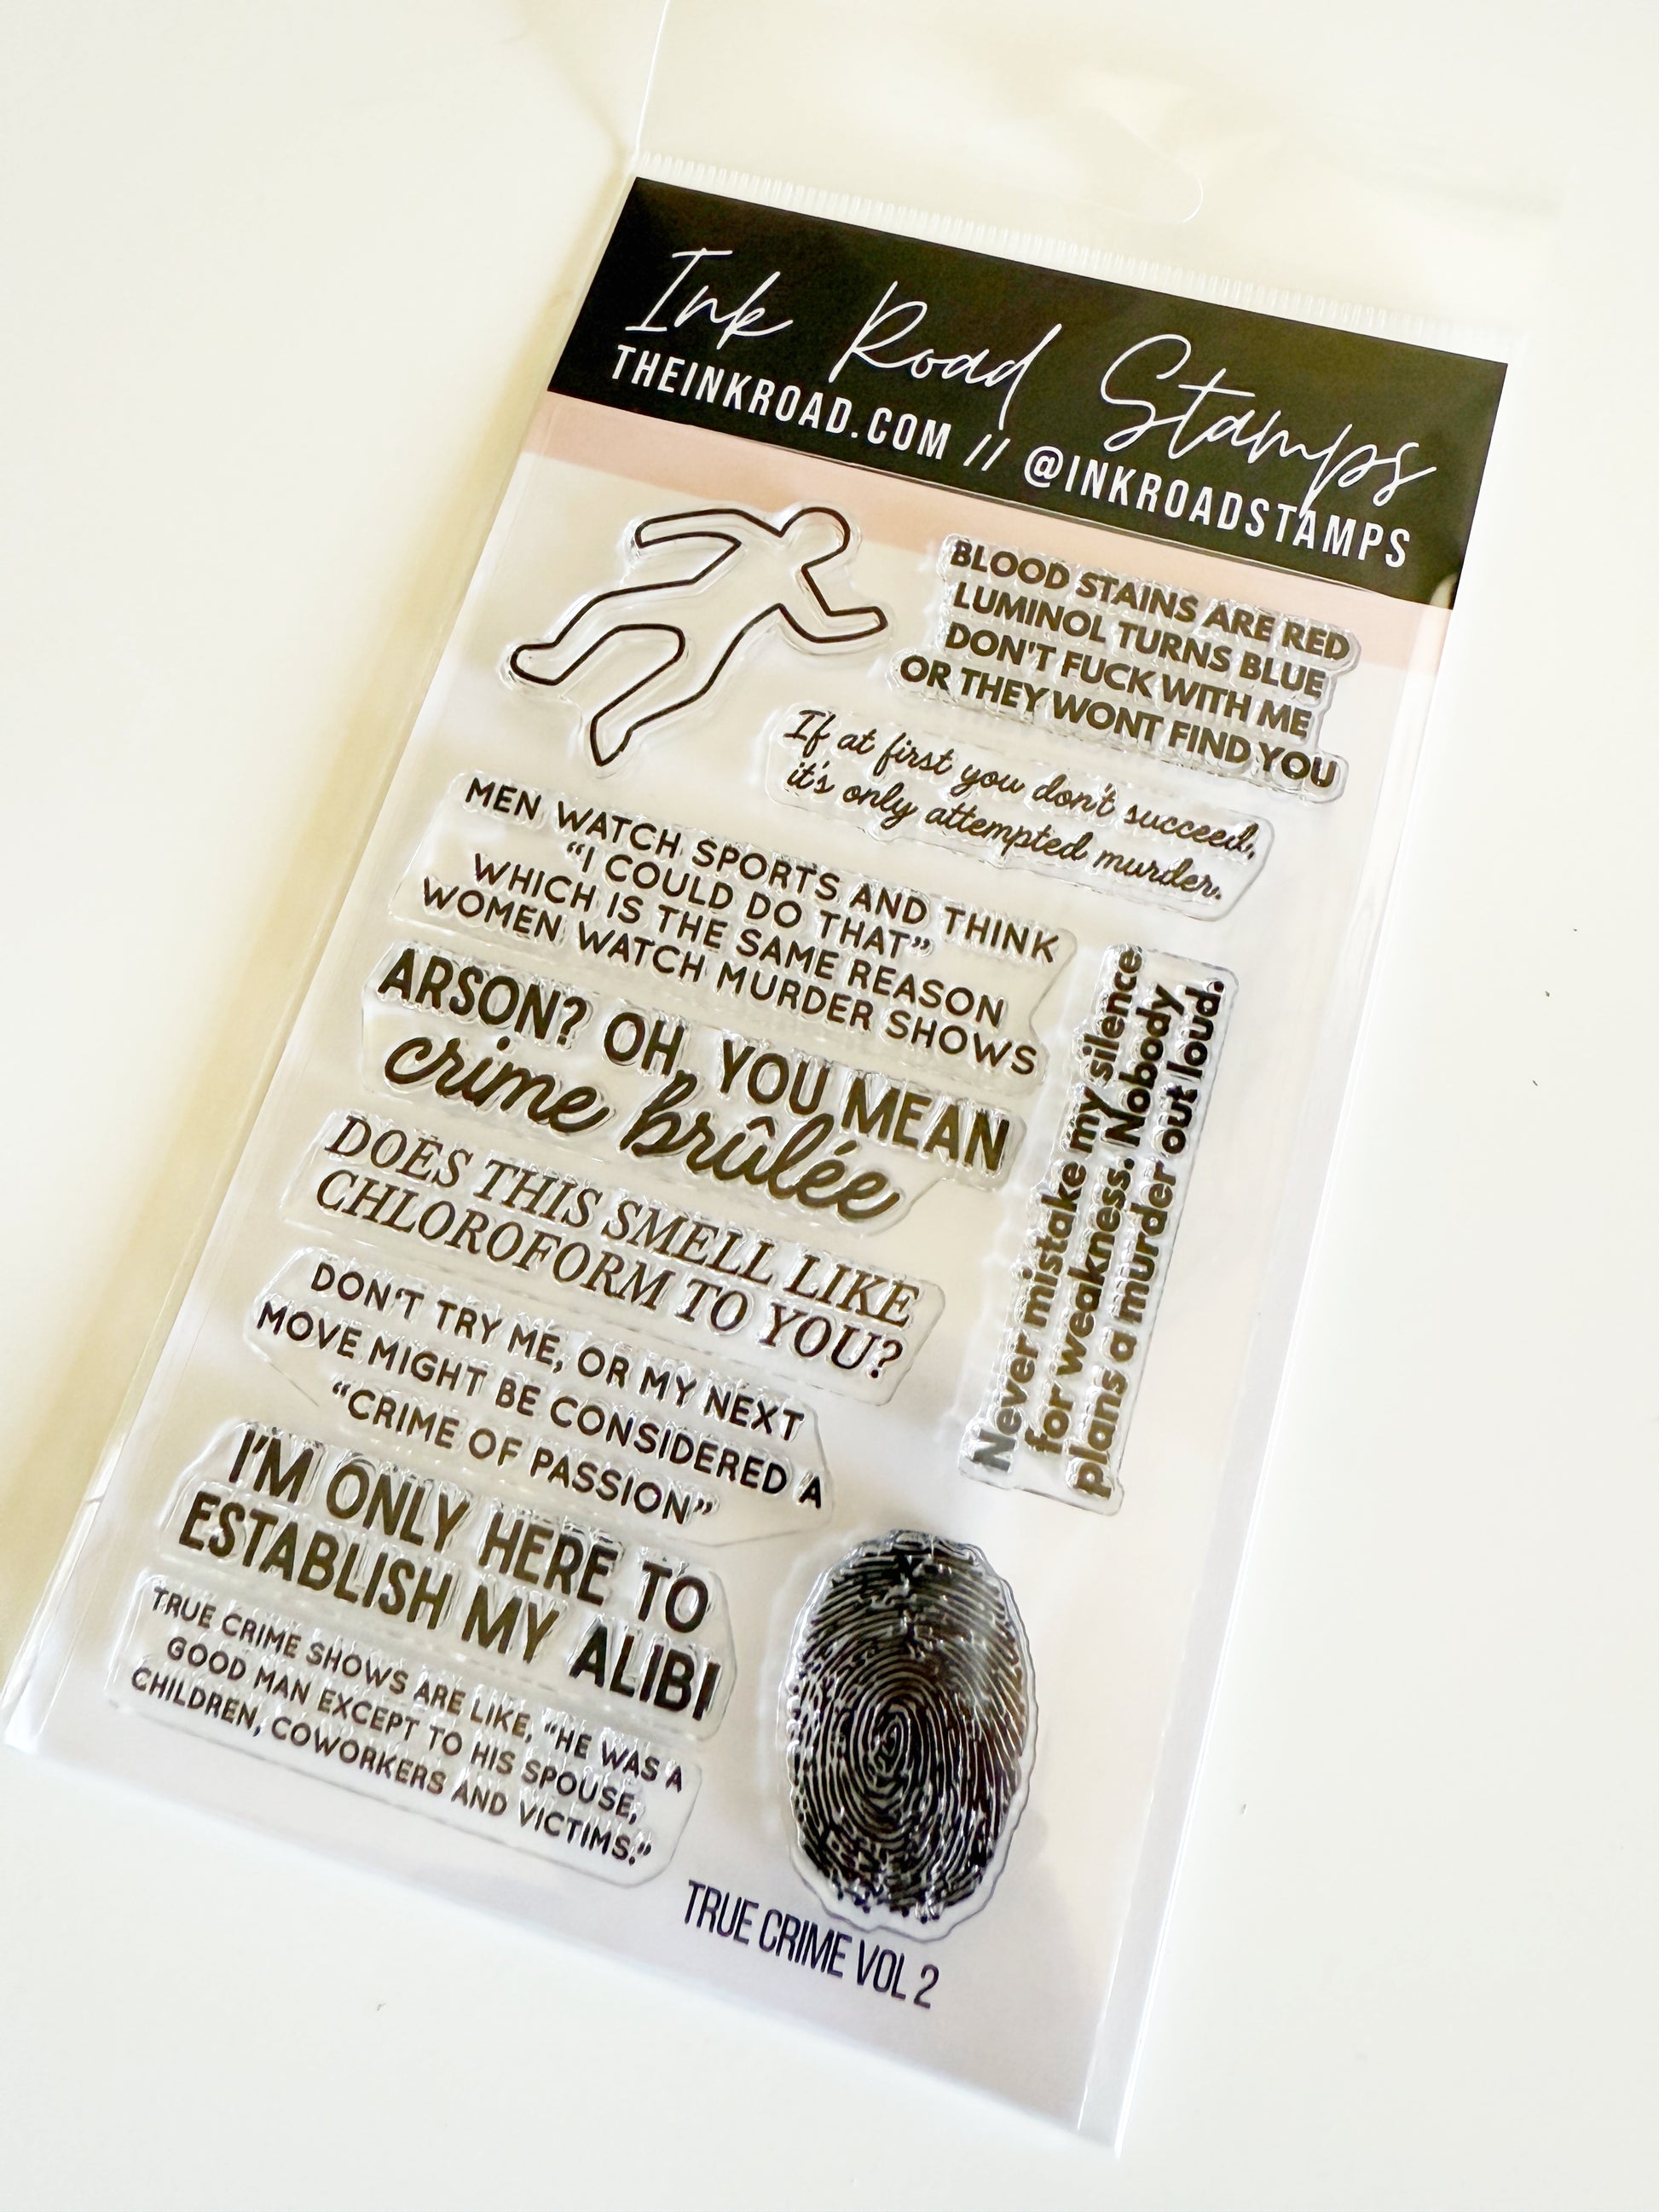 Ink Road Stamps
THEINKROAD.COM // @INKROADSTAMPS
BLOOD STAINS ARE RED
LUMINOL TURNS BLUE
DON'T FUCK WITH ME
OR THEY WONT FIND YOU
If at first you don't succeed,
it's only attempted murder.
MEN WATCH SPORTS AND THINK
“I COULD DO THAT”
WHICH IS THE SAME REASON
WOMEN WATCH MURDER SHOWS
ARSON? OH, YOU MEAN
crime brûlée
Never mistake my silence
for weakness. Nobody
plans a murder out loud.
DOES THIS SMELL LIKE
CHLOROFORM TO YOU?
DON'T TRY ME, OR MY NEXT
MOVE MIGHT BE CONSIDERED A
“CRIME OF PASSION”
I'M ONLY HERE TO
ESTABLISH MY ALIBI
TRUE CRIME SHOWS ARE LIKE, “HE WAS A
GOOD MAN EXCEPT TO HIS SPOUSE,
CHILDREN, COWORKERS AND VICTIMS.”
TRUE CRIME VOL 2